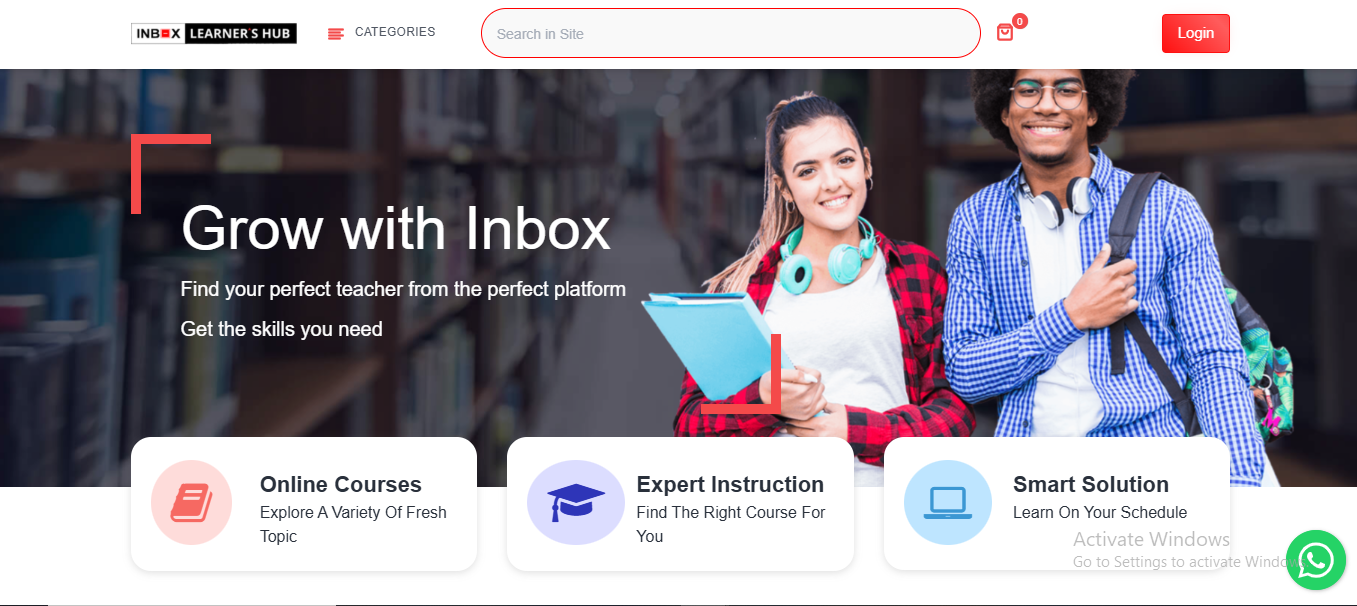 INBOX LEARNER'S HUB
CATEGORIES
Search in Site
0
Login
Grow with Inbox
Find your perfect teacher from the perfect platform
Get the skills you need
Online Courses
Explore A Variety Of Fresh
Topic
Expert Instruction
Find The Right Course For
You
Smart Solution
Learn On Your Schedule
Activate Windows
Go to Settings to activate Windows